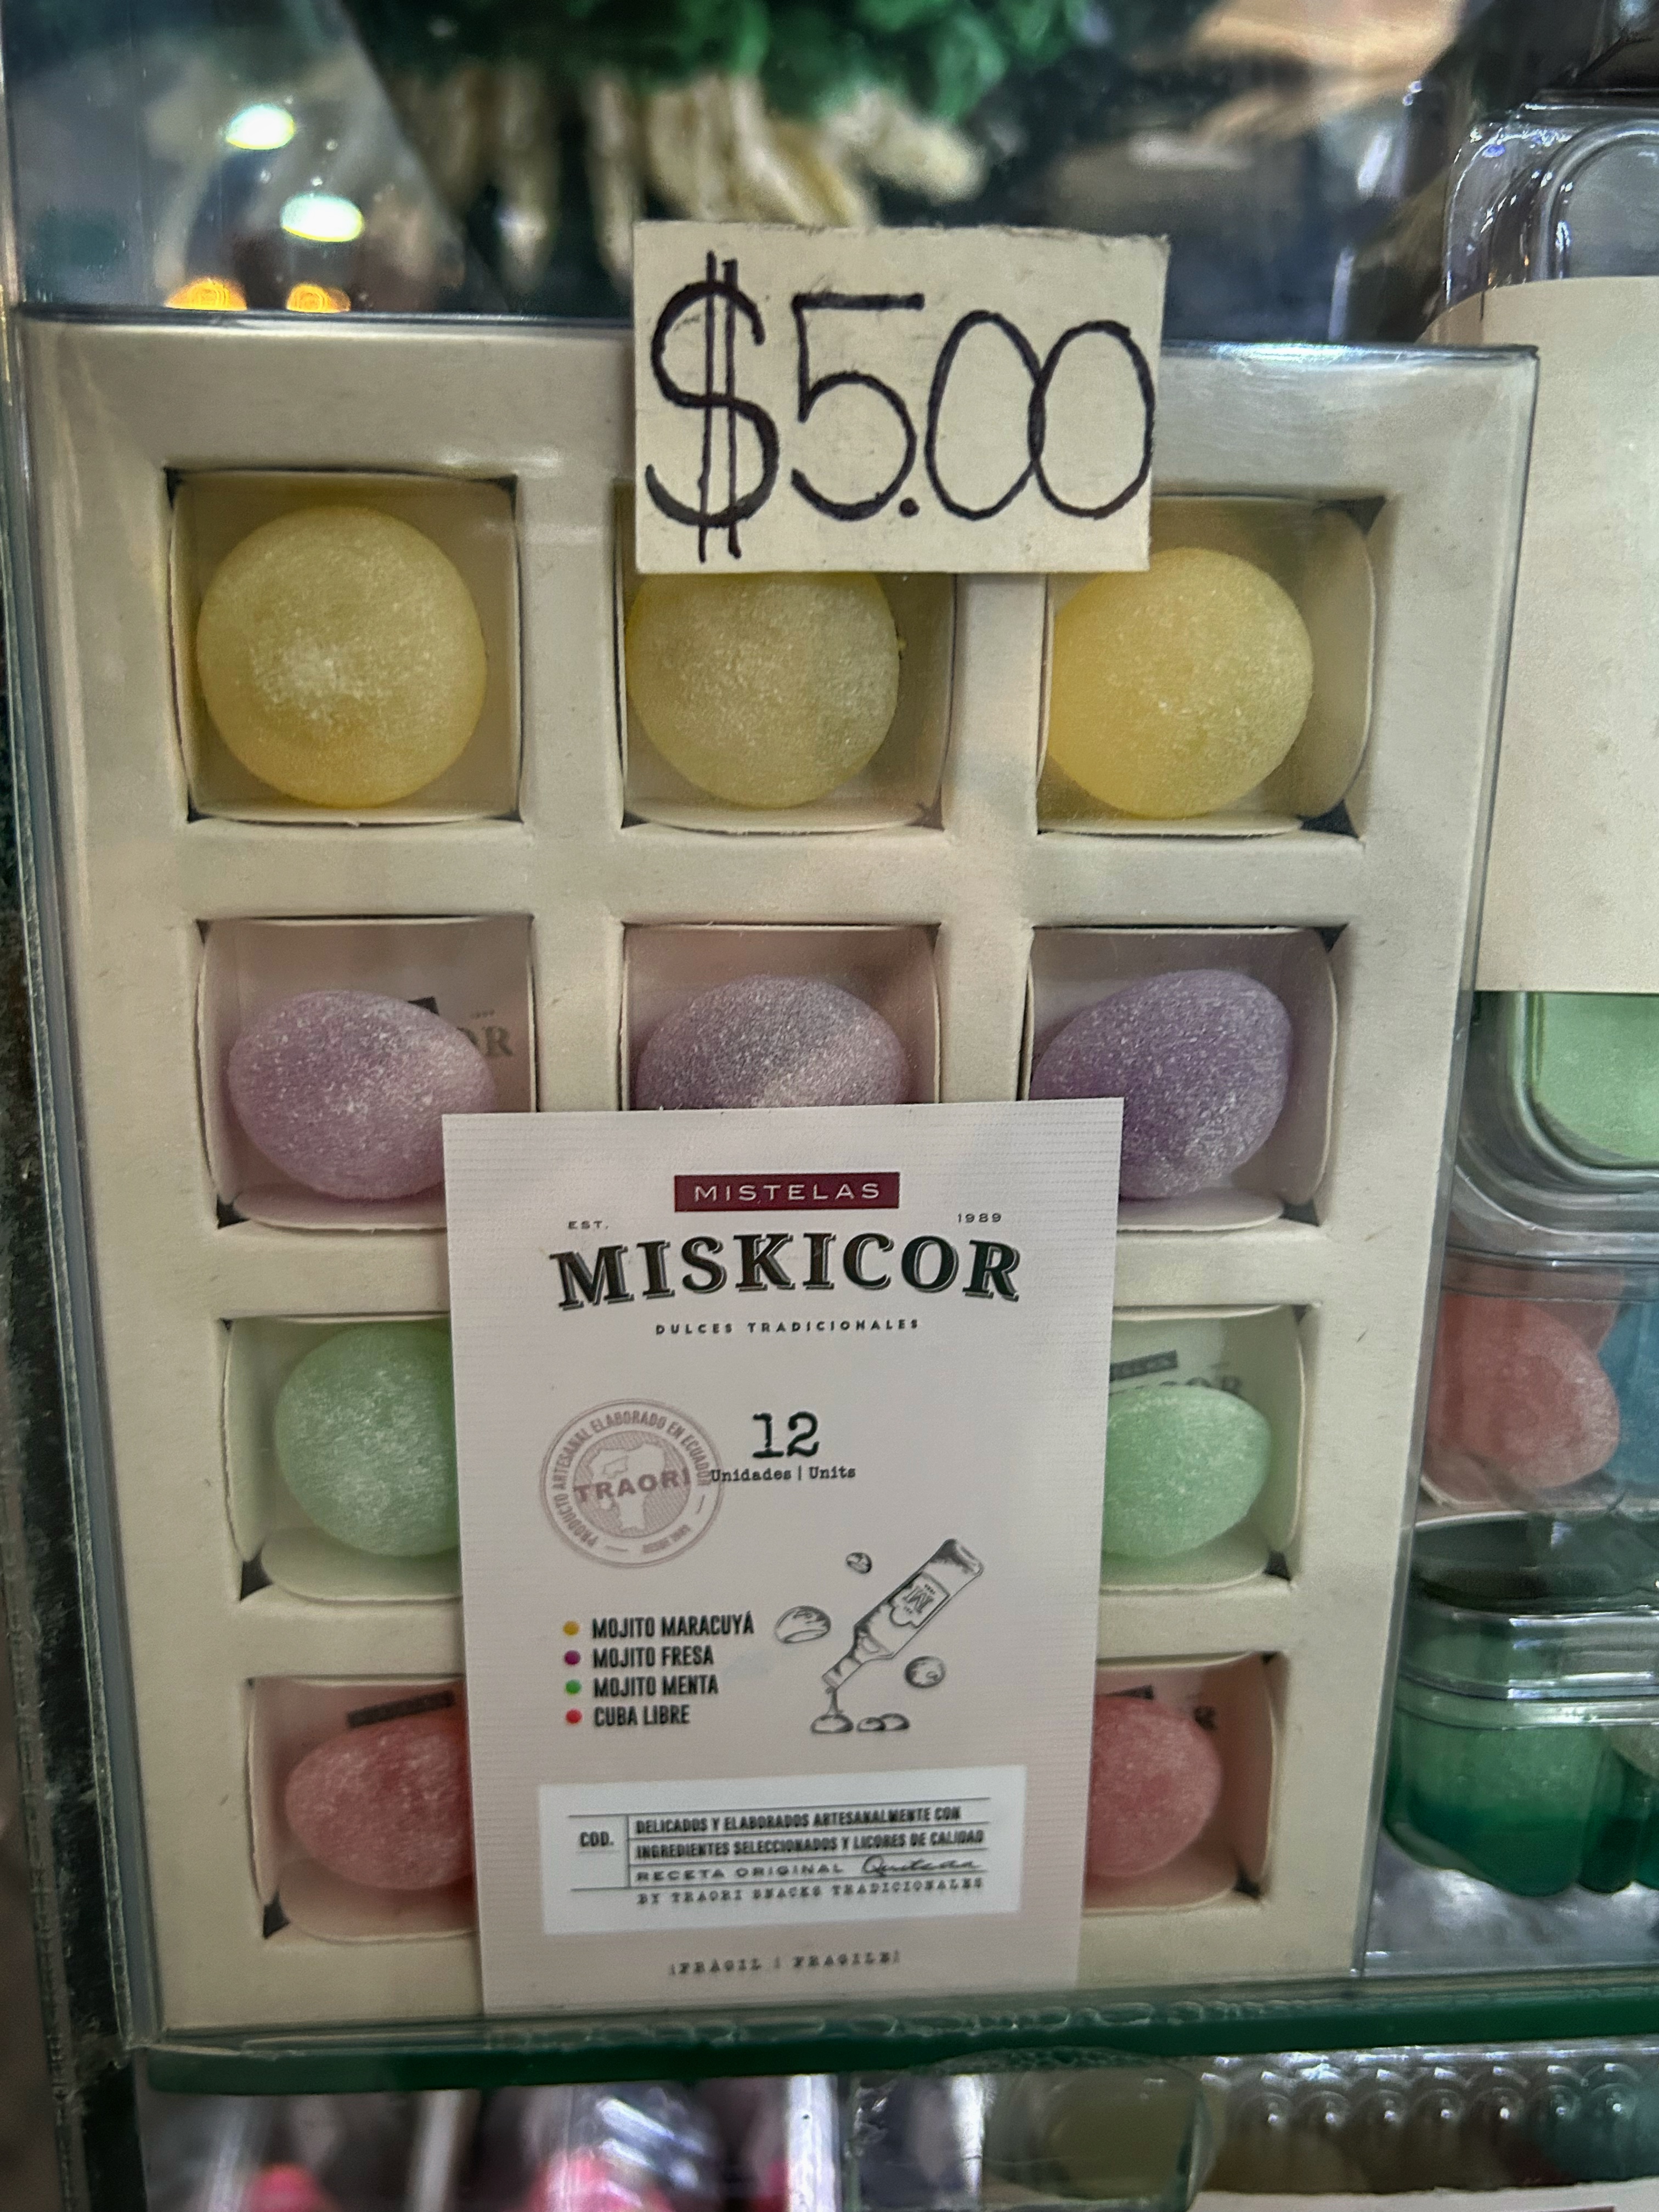 $5.00
MISTELAS
EST. 1989
MISKICOR
DULCES TRADICIONALES
PRODUCTO ARTESANAL ELABORADO EN ECUADOR
TRAORI
12
Unidades | Units
MOJITO MARACUYÁ
MOJITO FRESA
MOJITO MENTA
CUBA LIBRE
COD.
DELICADOS Y ELABORADOS ARTESANALMENTE CON
INGREDIENTES SELECCIONADOS Y LICORES DE CALIDAD
RECETA ORIGINAL Quiteña
BY TRAORI SNACKS TRADICIONALES
¡FRÁGIL | FRAGILE!